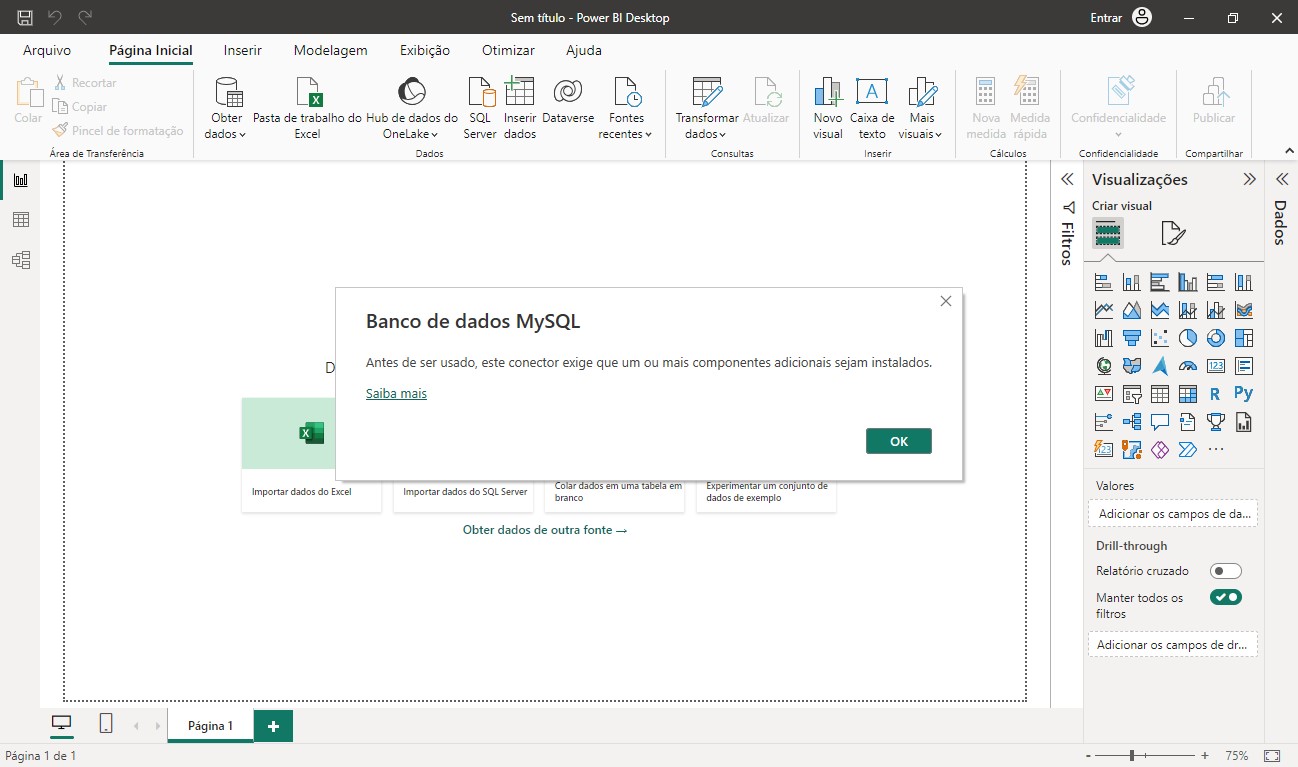 Sem título - Power BI Desktop
Entrar
Arquivo
Página Inicial
Inserir
Modelagem
Exibição
Otimizar
Ajuda
Colar
Recortar
Copiar
Pincel de formatação
Área de Transferência
Obter
dados
Pasta de trabalho do
Excel
Hub de dados do
OneLake
SQL
Server
Inserir
dados
Dataverse
Fontes
recentes
Dados
Transformar
dados
Atualizar
Consultas
Novo
visual
Caixa de
texto
Mais
visuais
Inserir
Nova
medida
Medida
rápida
Cálculos
Confidencialidade
Confidencialidade
Publicar
Compartilhar
D
Banco de dados MySQL
Antes de ser usado, este conector exige que um ou mais componentes adicionais sejam instalados.
Saiba mais
OK
Importar dados do Excel
Importar dados do SQL Server
Colar dados em uma tabela em
branco
Experimentar um conjunto de
dados de exemplo
Obter dados de outra fonte →
Filtros
Visualizações
Criar visual
123
R
Py
123
Valores
Adicionar os campos de da...
Drill-through
Relatório cruzado
Manter todos os
filtros
Adicionar os campos de dr...
Dados
Página 1
Página 1 de 1
75%